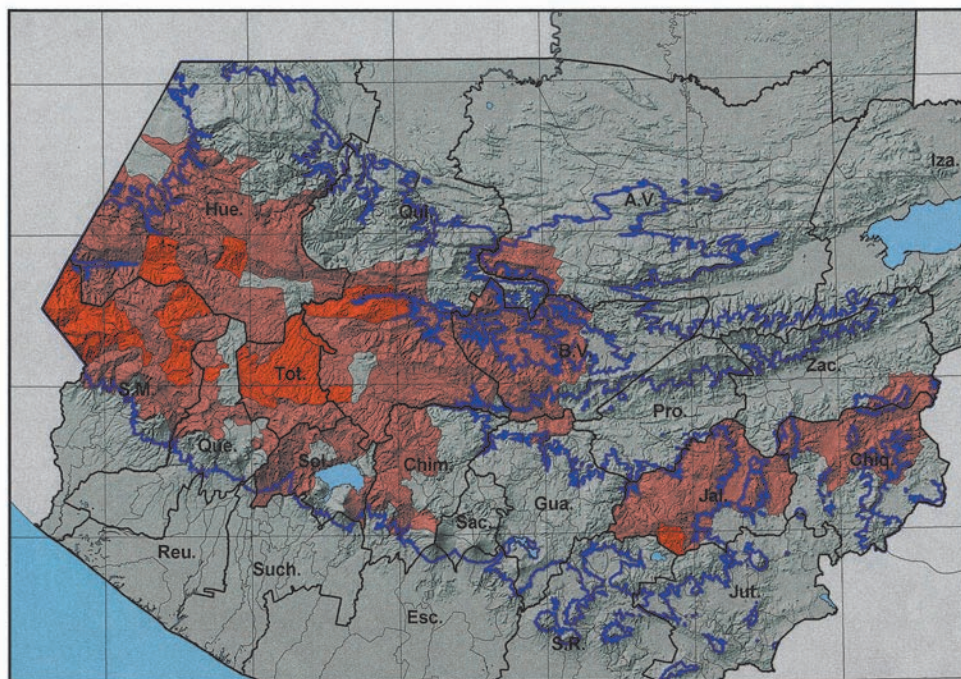 Iza.
Hue.
Qui.
A.V.
B.V.
Tot.
Zac.
S.M.
Pro.
Que.
Sol.
Chim.
Chiq.
Jal.
Gua.
Sac.
Reu.
Such.
Jut.
Esc.
S.R.